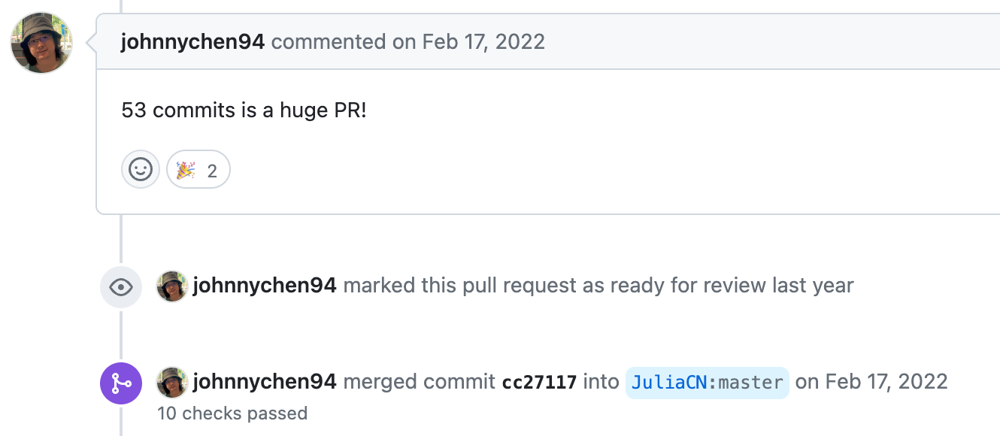 johnnychen94 commented on Feb 17, 2022
53 commits is a huge PR!
2
johnnychen94 marked this pull request as ready for review last year
johnnychen94 merged commit cc27117 into JuliaCN:master on Feb 17, 2022
10 checks passed